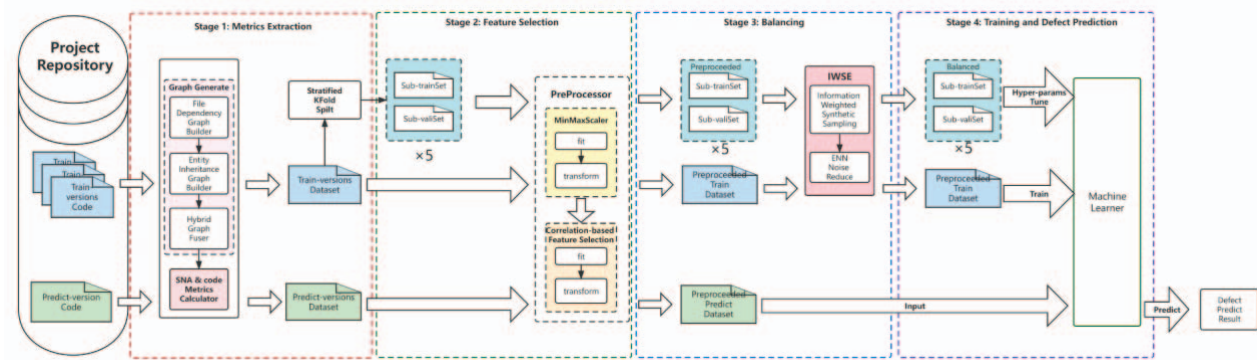 Project
Repository
Train-
Train-
Train-
versions
Code
Predict-version
Code
Stage 1: Metrics Extraction
Graph Generate
File
Dependency
Graph
Builder
Entity
Inheritance
Graph
Builder
Hybrid
Graph
Fuser
SNA & code
Metrics
Calculator
Stratified
KFold
Spilt
Train-versions
Dataset
Predict-versions
Dataset
Stage 2: Feature Selection
Sub-trainSet
Sub-valiSet
×5
PreProcessor
MinMaxScaler
fit
transform
Correlation-based
Feature Selection
fit
transform
Stage 3: Balancing
Preproceeded
Sub-trainSet
Sub-valiSet
×5
Preproceeded
Train
Dataset
Preproceeded
Predict
Dataset
IWSE
Information
Weighted
Synthetic
Sampling
ENN
Noise
Reduce
Input
Stage 4: Training and Defect Prediction
Balanced
Sub-trainSet
Sub-valiSet
×5
Preproceeded
Train
Dataset
Hyper-params
Tune
Train
Machine
Learner
Predict
Defect
Predict
Result